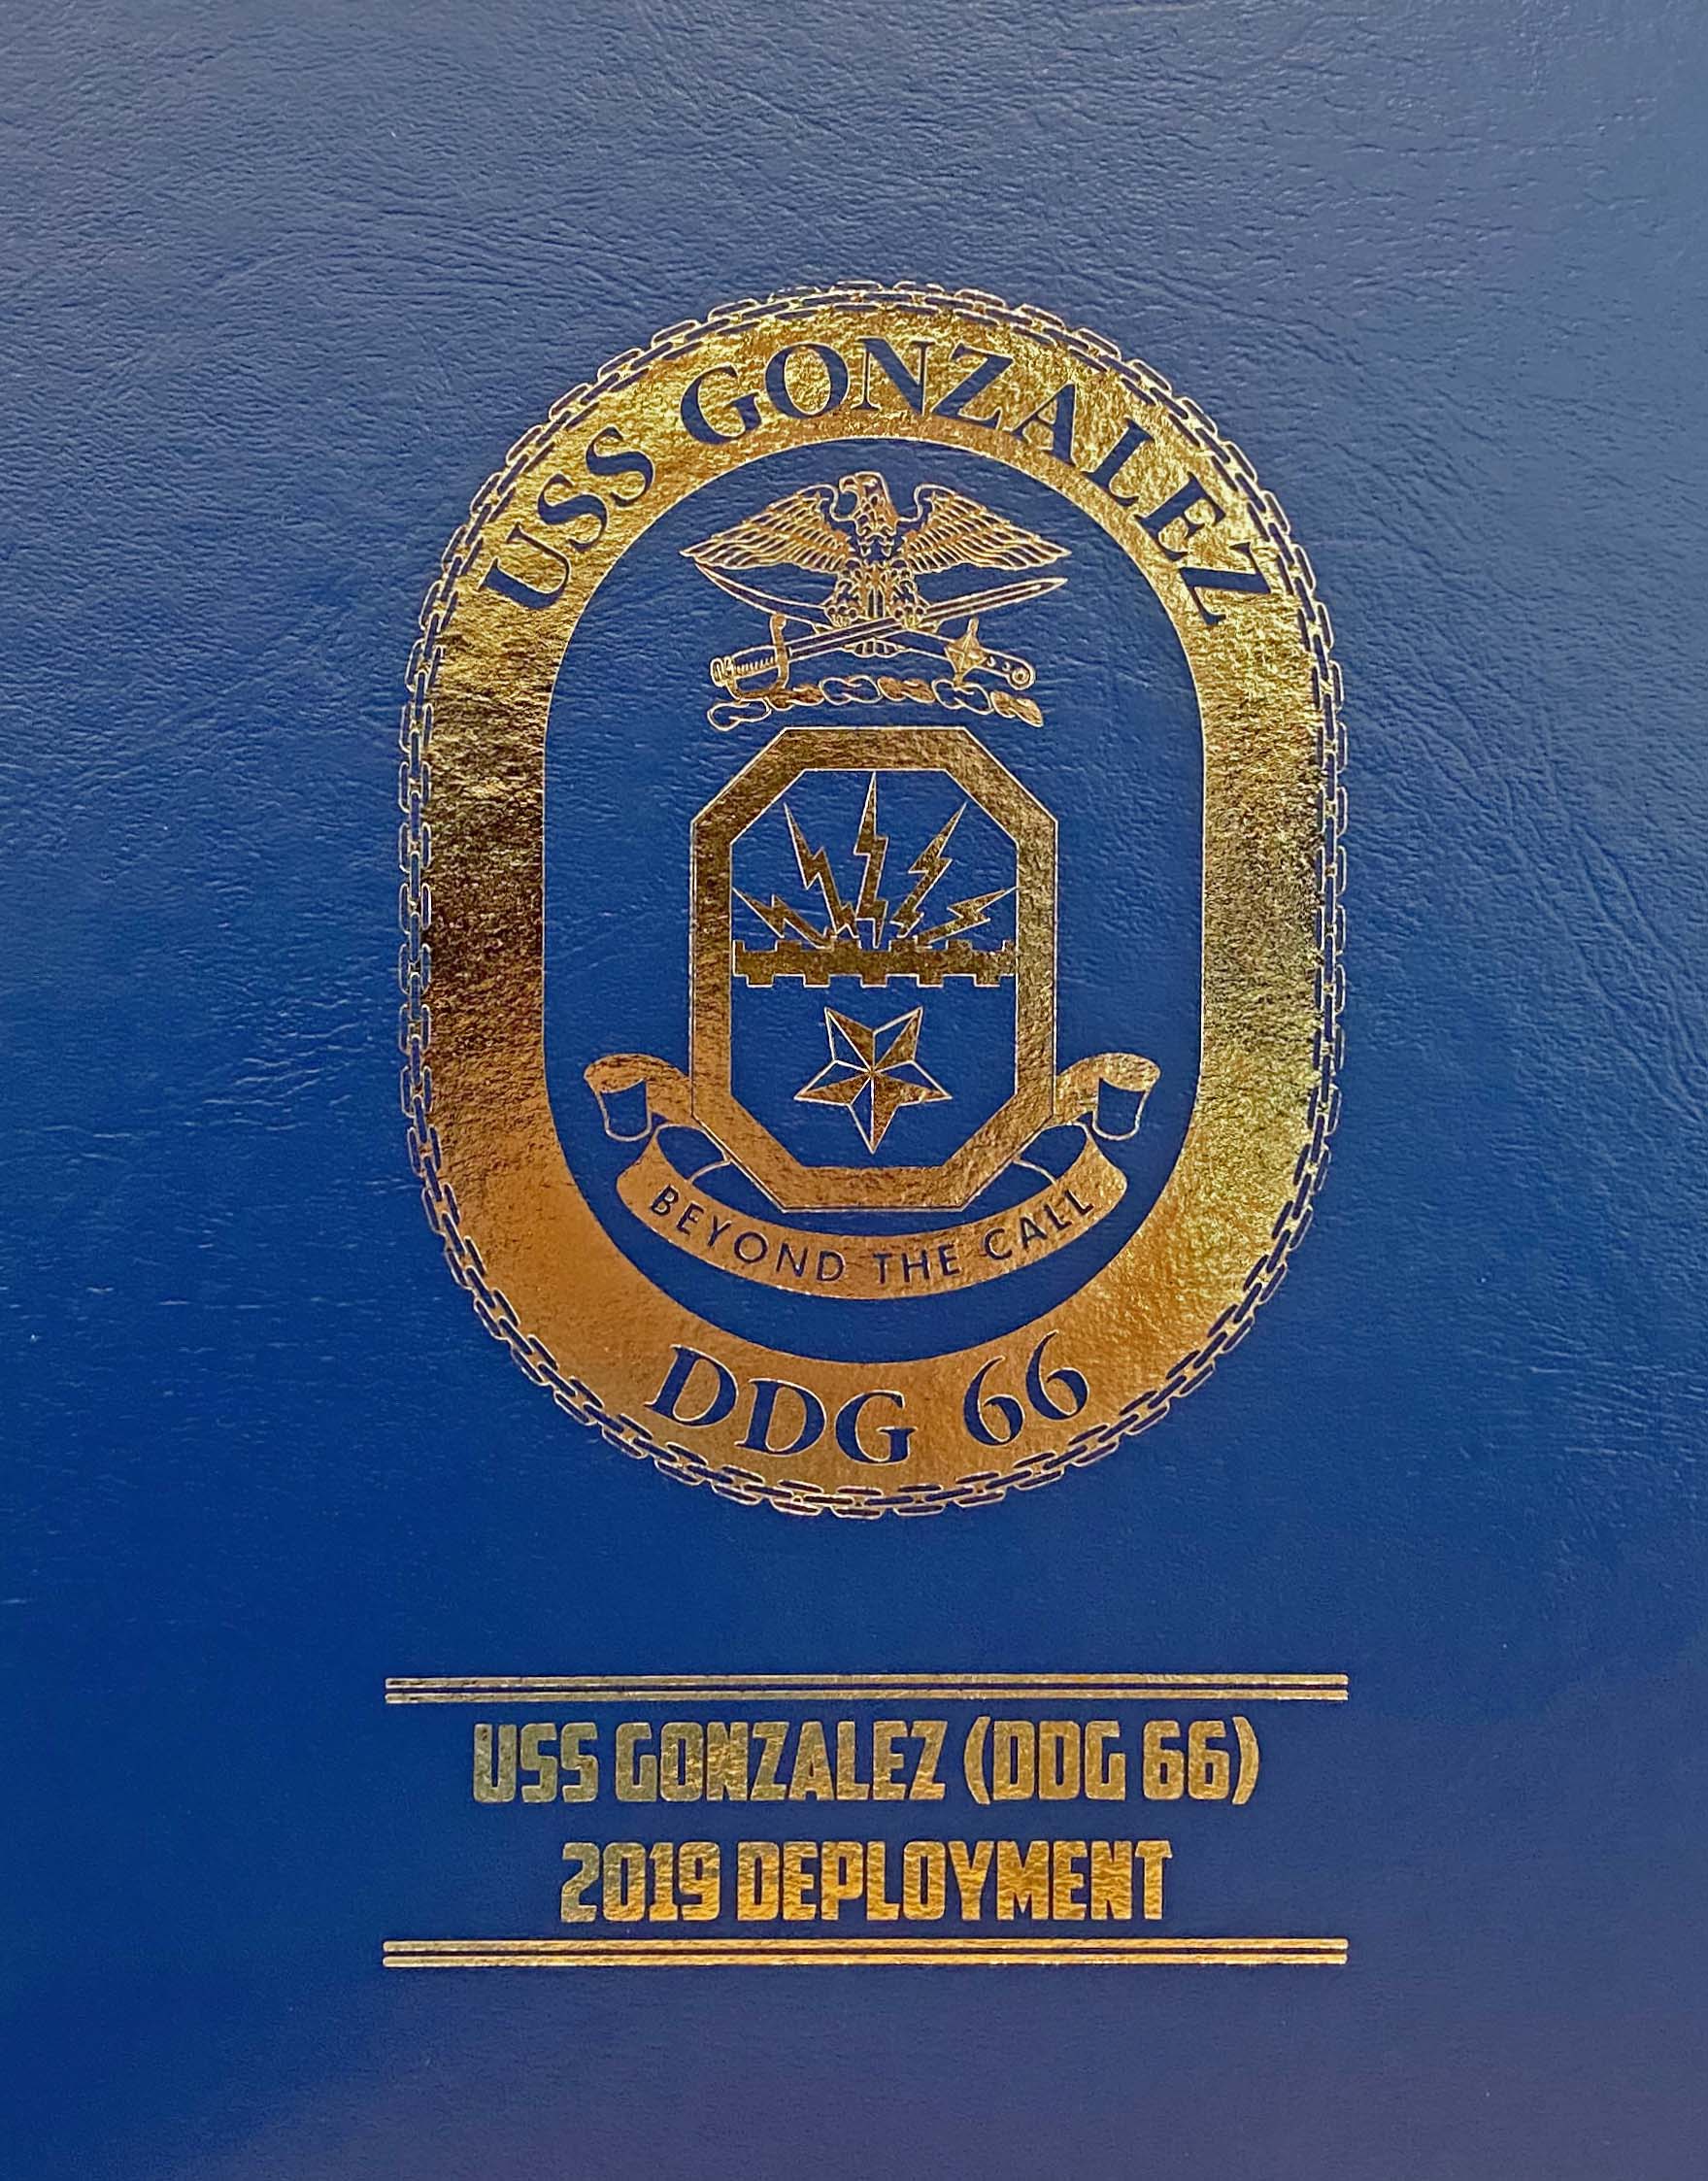 USS GONZALEZ
BEYOND THE CALL
DDG 66
USS GONZALEZ (DDG 66)
2019 DEPLOYMENT